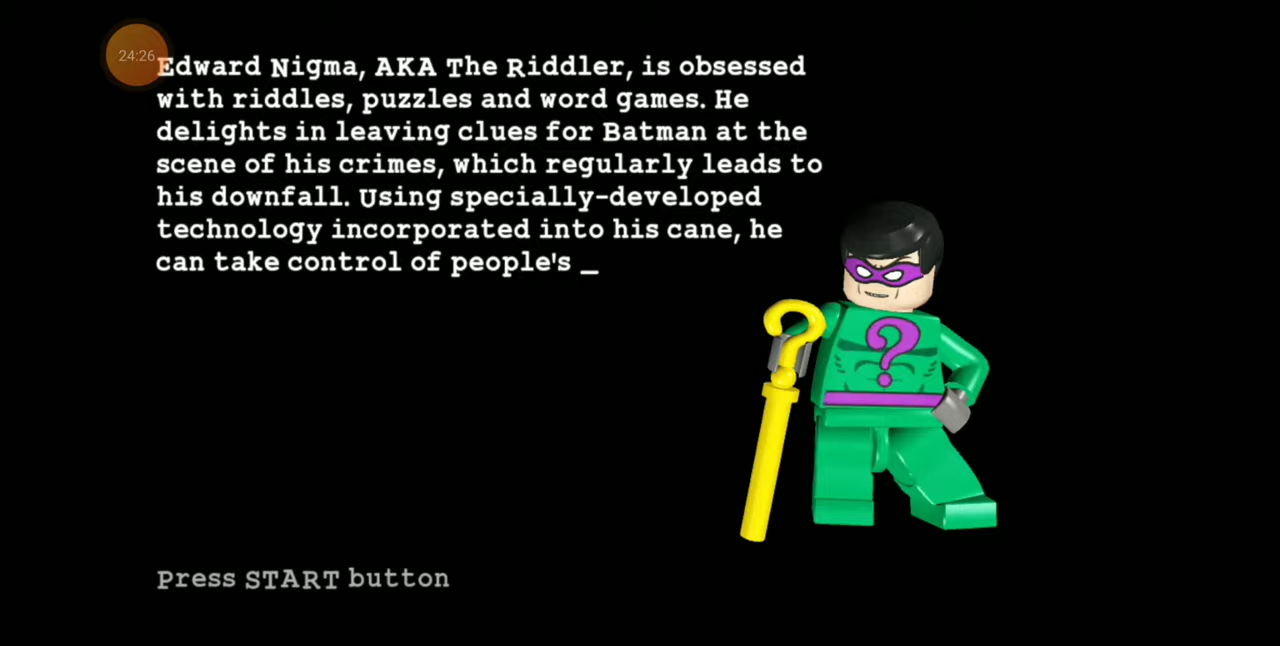 24:26
Edward Nigma, AKA The Riddler, is obsessed
with riddles, puzzles and word games. He
delights in leaving clues for Batman at the
scene of his crimes, which regularly leads to
his downfall. Using specially-developed
technology incorporated into his cane, he
can take control of people's _
?
Press START button